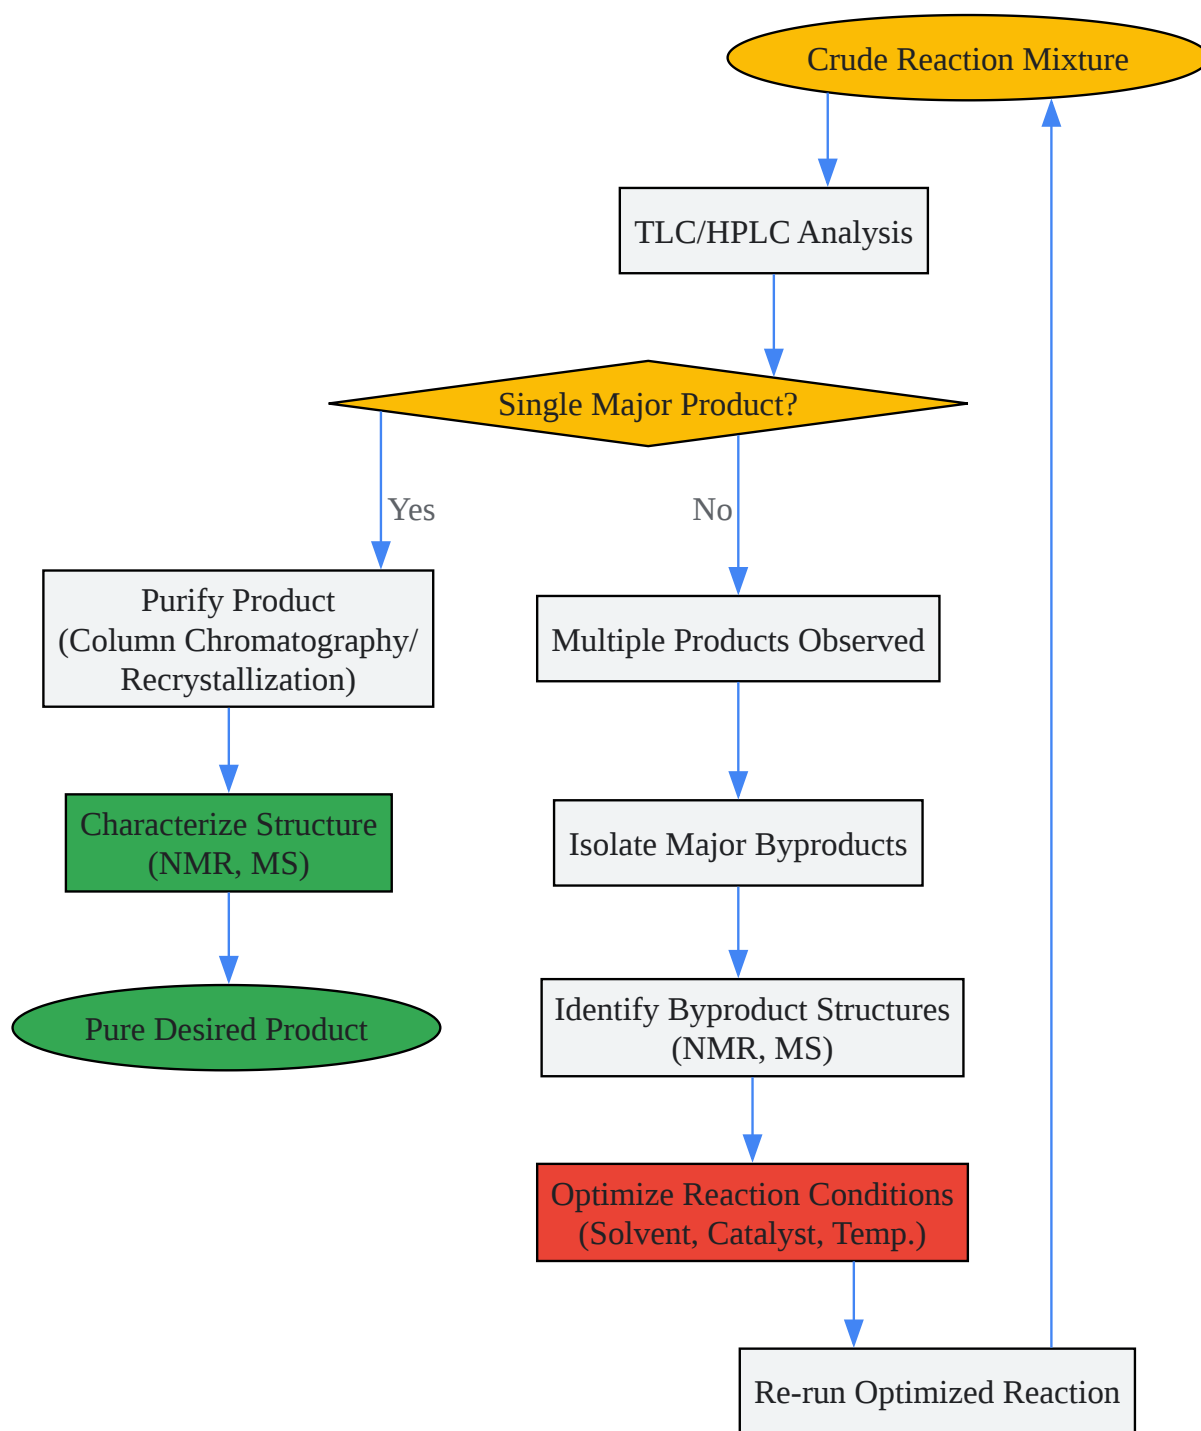 Crude Reaction Mixture
TLC/HPLC Analysis
Single Major Product?
Yes
No
Purify Product
(Column Chromatography/
Recrystallization)
Multiple Products Observed
Characterize Structure
(NMR, MS)
Isolate Major Byproducts
Pure Desired Product
Identify Byproduct Structures
(NMR, MS)
Optimize Reaction Conditions
(Solvent, Catalyst, Temp.)
Re-run Optimized Reaction